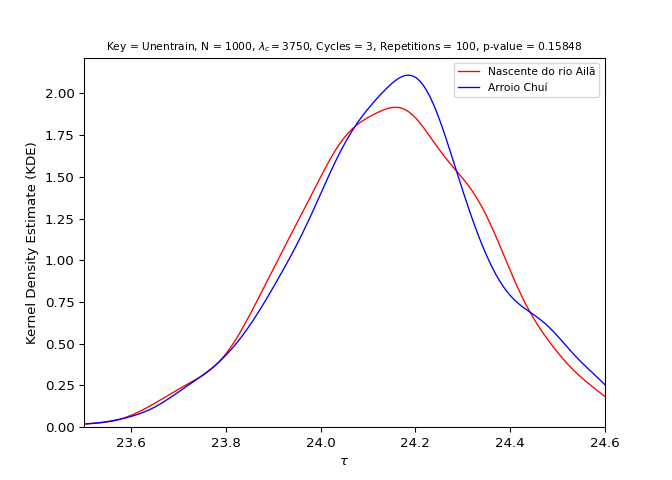 Key = Unentrain, N = 1000, λc = 3750, Cycles = 3, Repetitions = 100, p-value = 0.15848
Nascente do rio Ailã
Arroio Chuí
Kernel Density Estimate (KDE)
2.00
1.75
1.50
1.25
1.00
0.75
0.50
0.25
0.00
23.6 23.8 24.0 24.2 24.4 24.6
τ